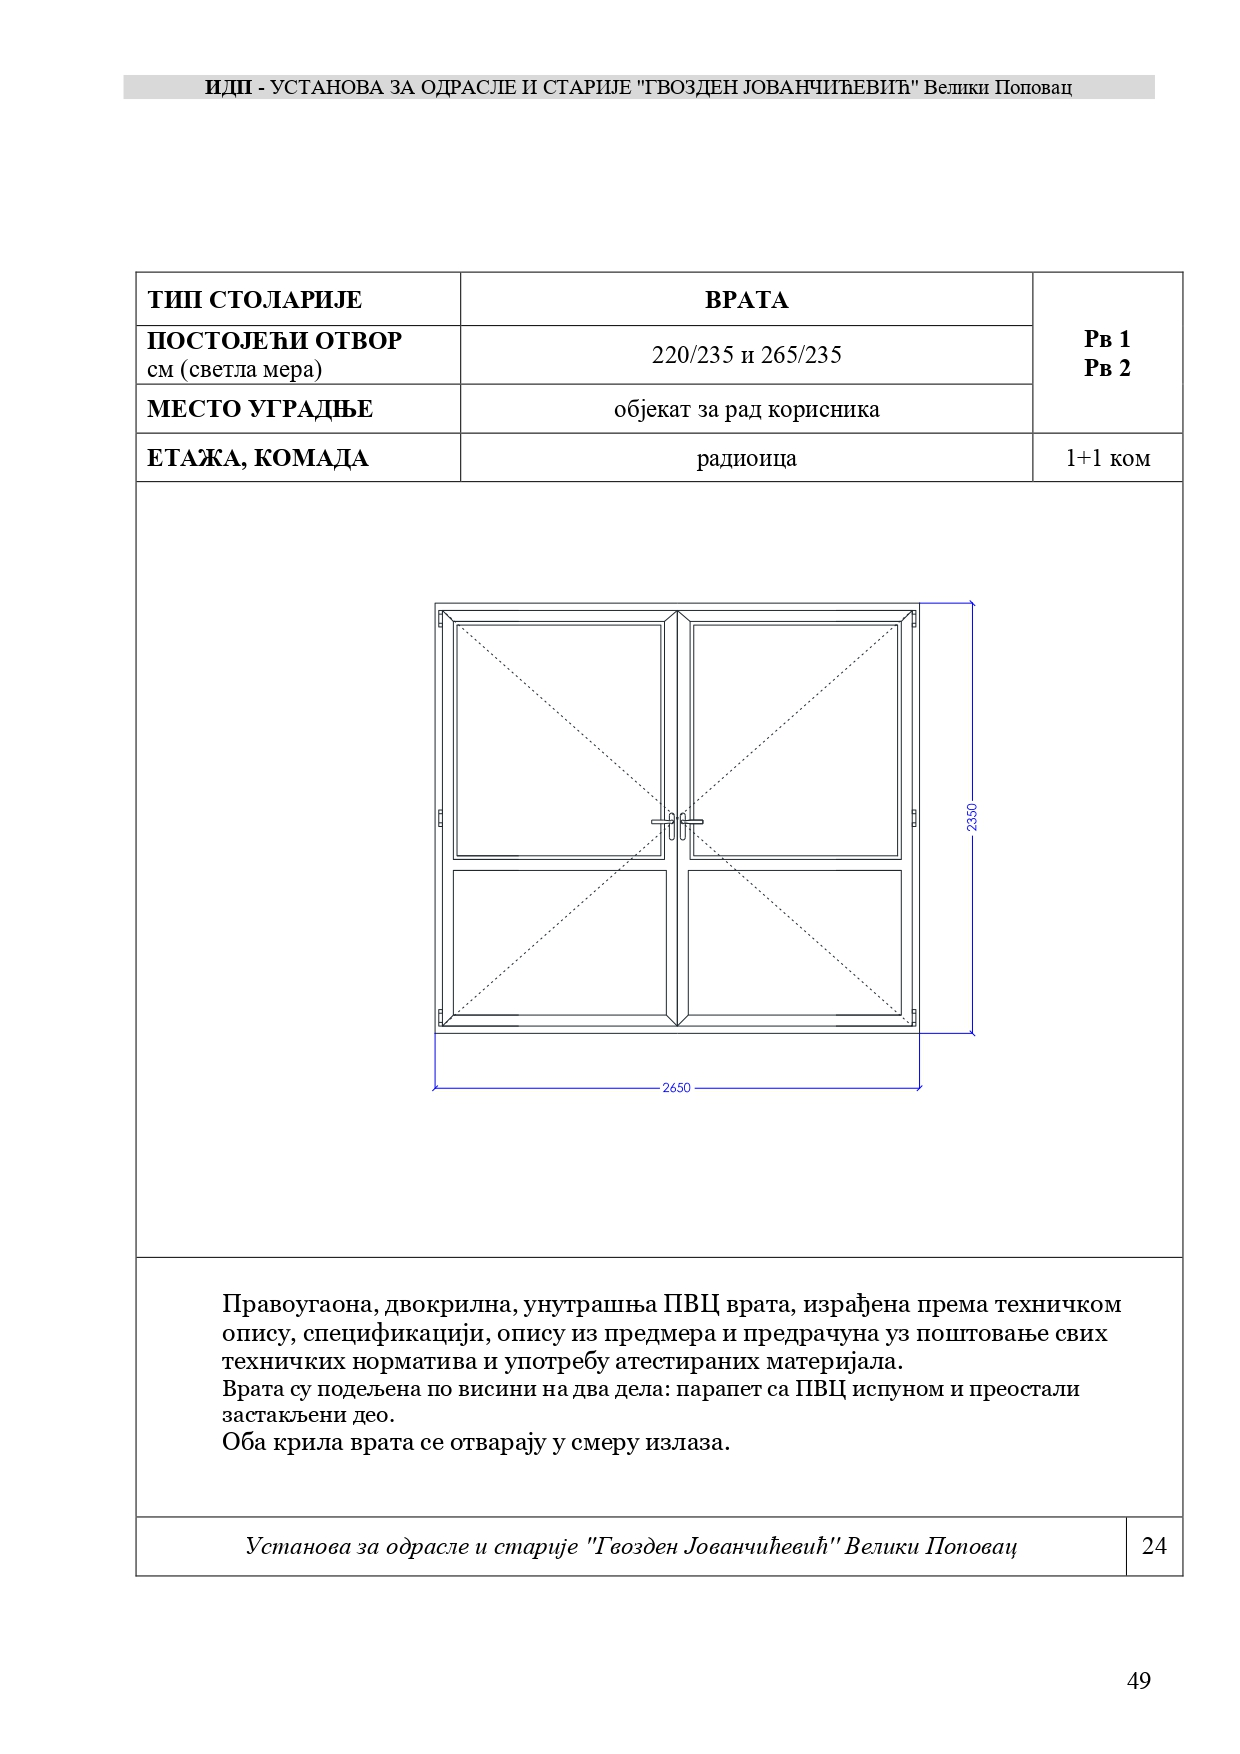 ИДП - УСТАНОВА ЗА ОДРАСЛЕ И СТАРИЈЕ "ГВОЗДЕН ЈОВАНЧИЋЕВИЋ" Велики Поповац
ТИП СТОЛАРИЈЕ
ВРАТА
Рв 1
Рв 2
ПОСТОЈЕЋИ ОТВОР
см (светла мера)
220/235 и 265/235
МЕСТО УГРАДЊЕ
објекат за рад корисника
ЕТАЖА, КОМАДА
радиоица
1+1 ком
2350
2650
Правоугаона, двокрилна, унутрашња ПВЦ врата, израђена према техничком
опису, спецификацији, опису из предмера и предрачуна уз поштовање свих
техничких норматива и употребу атестираних материјала.
Врата су подељена по висини на два дела: парапет са ПВЦ испуном и преостали
застакљени део.
Оба крила врата се отварају у смеру излаза.
Установа за одрасле и старије "Гвозден Јованчићевић" Велики Поповац
24
49